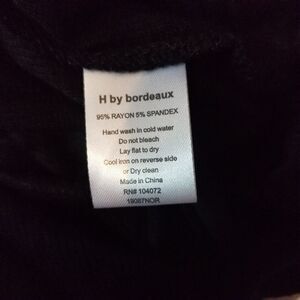 H by bordeaux
95% RAYON 5% SPANDEX
Hand wash in cold water
Do not bleach
Lay flat to dry
Cool iron on reverse side
or Dry clean
Made in China
RN# 104072
19087NOR